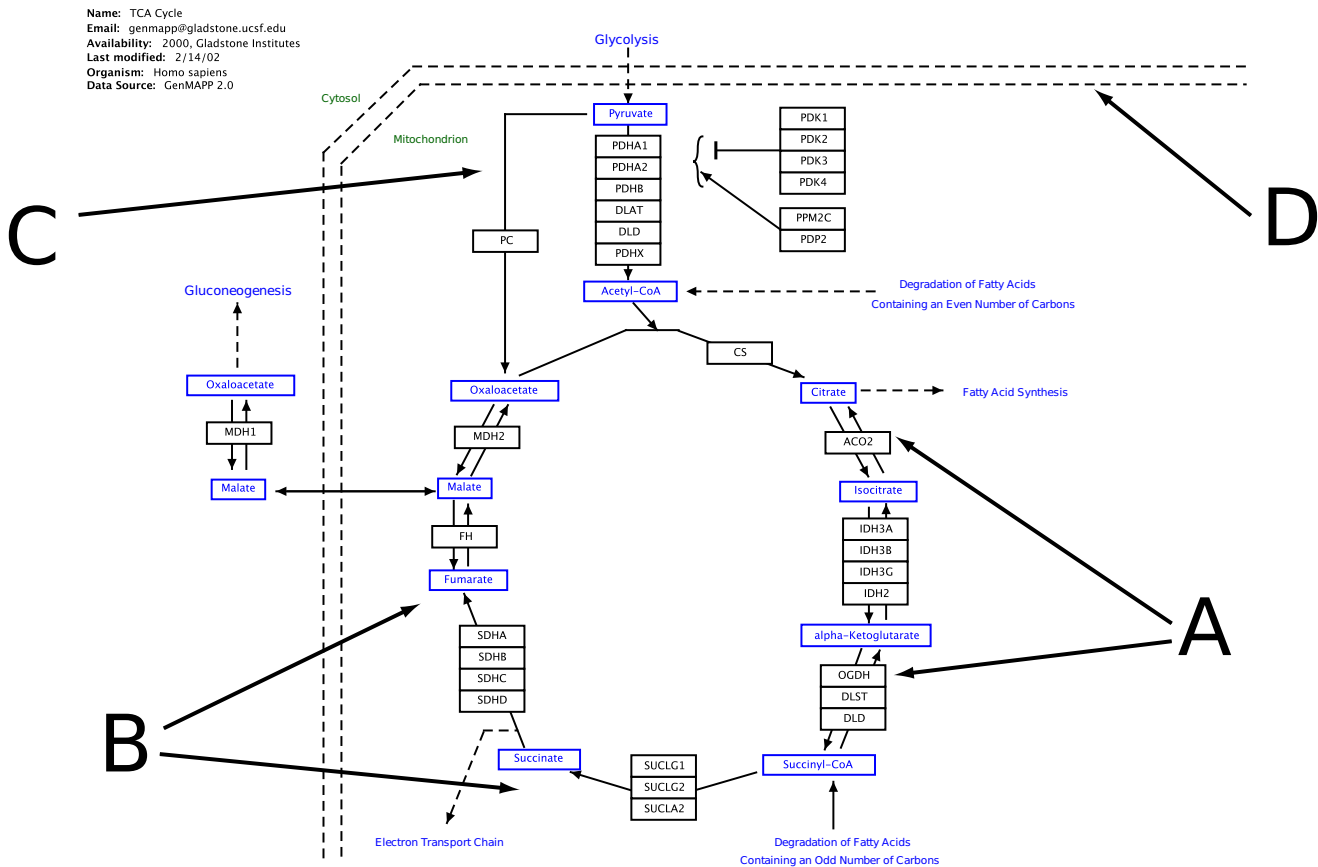 Name: TCA Cycle
Email: genmapp@gladstone.ucsf.edu
Availability: 2000, Gladstone Institutes
Last modified: 2/14/02
Organism: Homo sapiens
Data Source: GenMAPP 2.0
Glycolysis
Cytosol
Mitochondrion
Pyruvate
PDHA1
PDHA2
PDHB
DLAT
DLD
PDHX
PDK1
PDK2
PDK3
PDK4
PPM2C
PDP2
C
D
PC
Acetyl-CoA
Degradation of Fatty Acids
Containing an Even Number of Carbons
Gluconeogenesis
CS
Oxaloacetate
Oxaloacetate
Citrate
Fatty Acid Synthesis
MDH1
MDH2
ACO2
Malate
Malate
Isocitrate
FH
IDH3A
IDH3B
IDH3G
IDH2
Fumarate
A
alpha-Ketoglutarate
SDHA
SDHB
SDHC
SDHD
OGDH
DLST
DLD
B
Succinate
SUCLG1
SUCLG2
SUCLA2
Succinyl-CoA
Electron Transport Chain
Degradation of Fatty Acids
Containing an Odd Number of Carbons